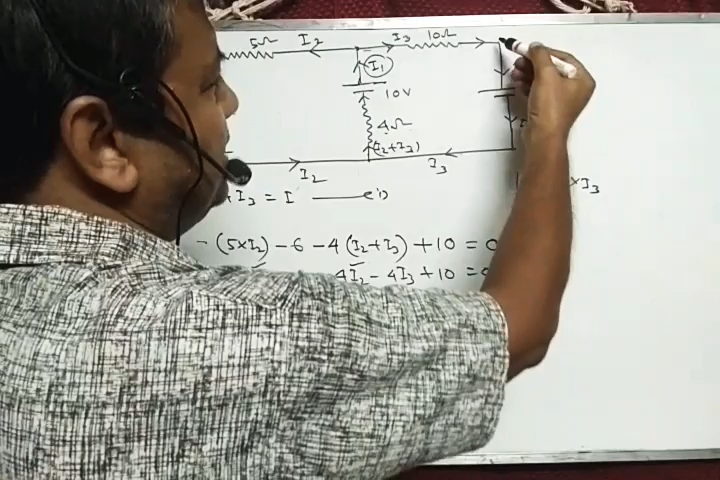 5Ω I₂ I₃ 10Ω
I₁
10V
4Ω
(I₂+I₃)
I₂ I₃
×I₃
+I₃ = I (1)
-(5×I₂) - 6 - 4(I₂+I₃) + 10 = 0
4I₂ - 4I₃ + 10 = 0